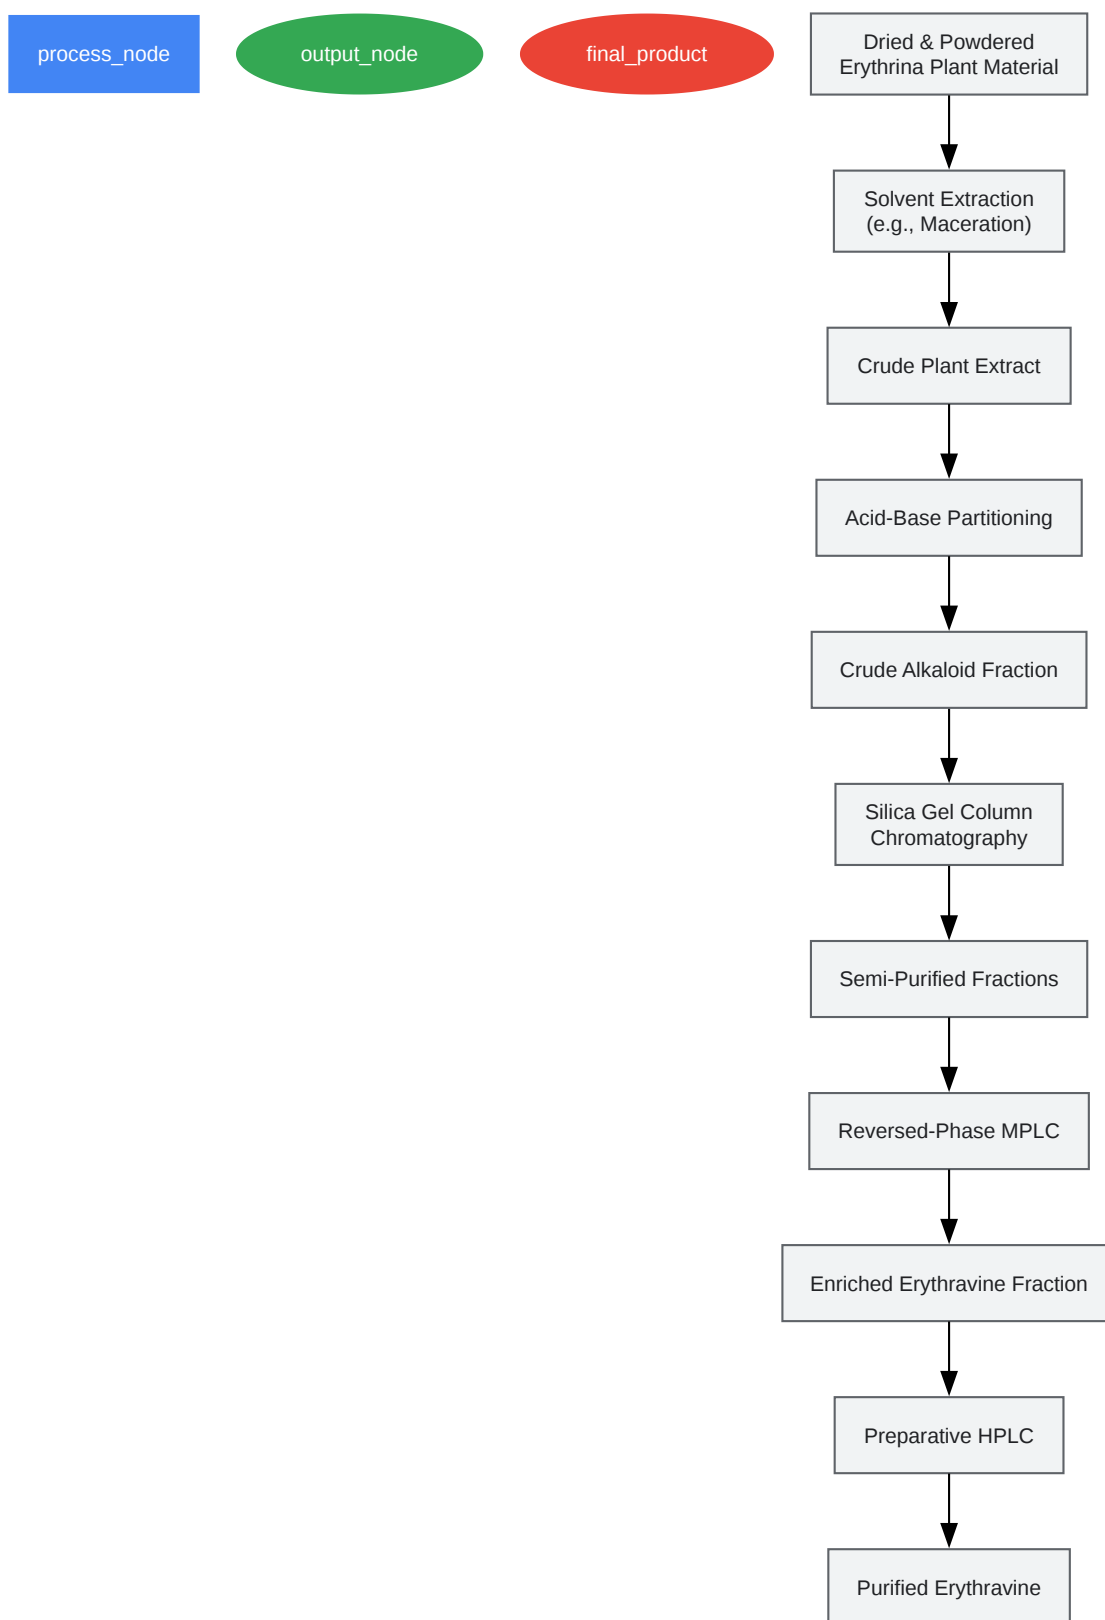 process_node
output_node
final_product
Dried & Powdered
Erythrina Plant Material
Solvent Extraction
(e.g., Maceration)
Crude Plant Extract
Acid-Base Partitioning
Crude Alkaloid Fraction
Silica Gel Column
Chromatography
Semi-Purified Fractions
Reversed-Phase MPLC
Enriched Erythravine Fraction
Preparative HPLC
Purified Erythravine